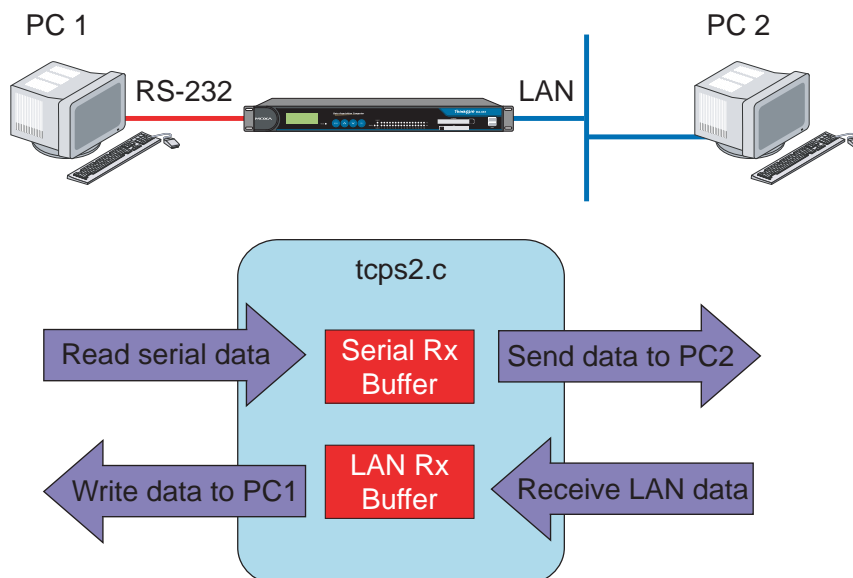 PC 1
PC 2
RS-232
LAN
MOXA
tcps2.c
Read serial data
Serial Rx
Buffer
Send data to PC2
Write data to PC1
LAN Rx
Buffer
Receive LAN data